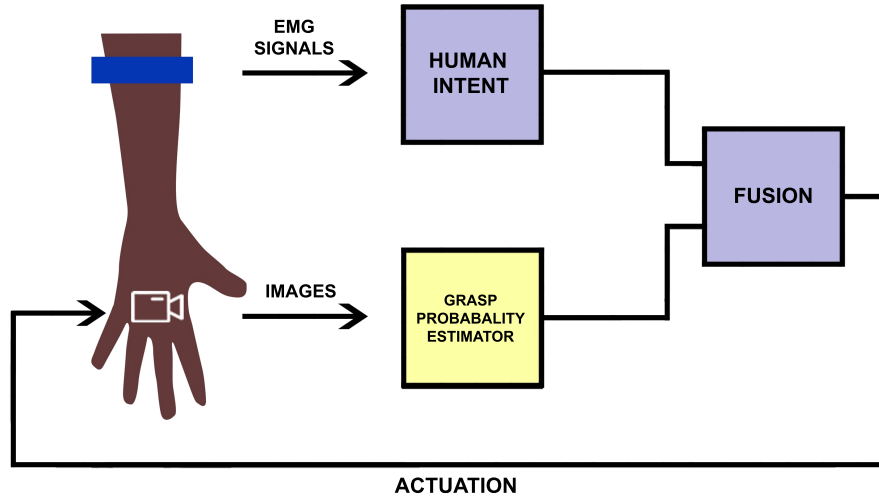 EMG
SIGNALS
HUMAN
INTENT
FUSION
IMAGES
GRASP
PROBABALITY
ESTIMATOR
ACTUATION